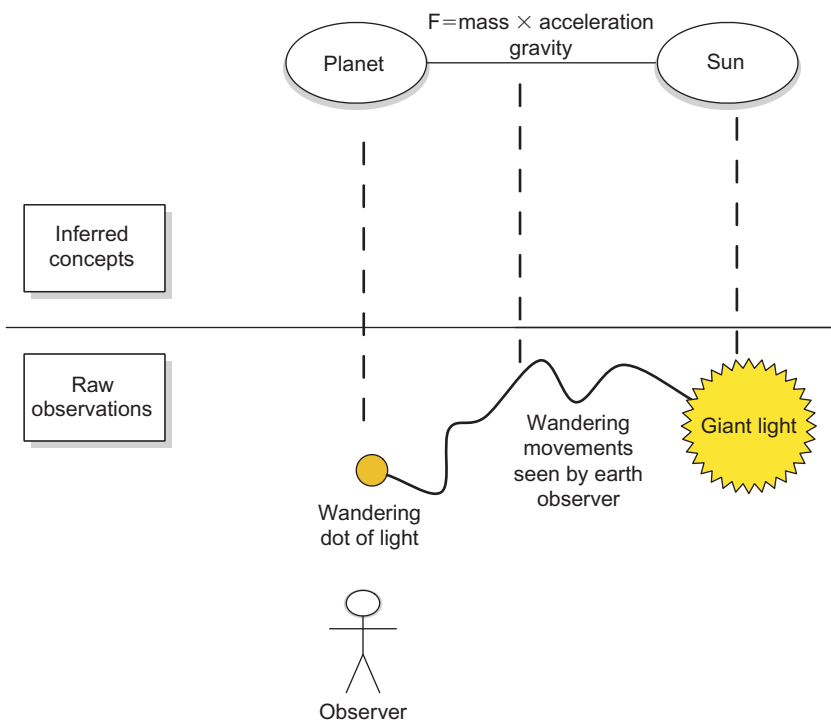 F=mass × acceleration
gravity
Planet
Sun
Inferred
concepts
Raw
observations
Giant light
Wandering
movements
seen by earth
observer
Wandering
dot of light
Observer